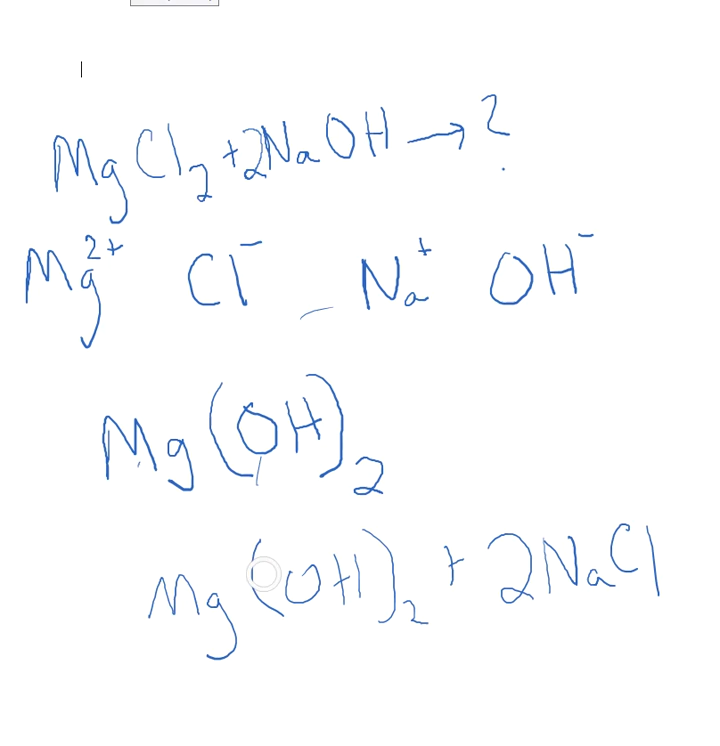 MgCl₂+2NaOH→?
Mg²⁺ Cl⁻ Na⁺ OH⁻
Mg(OH)₂
Mg(OH)₂ + 2NaCl